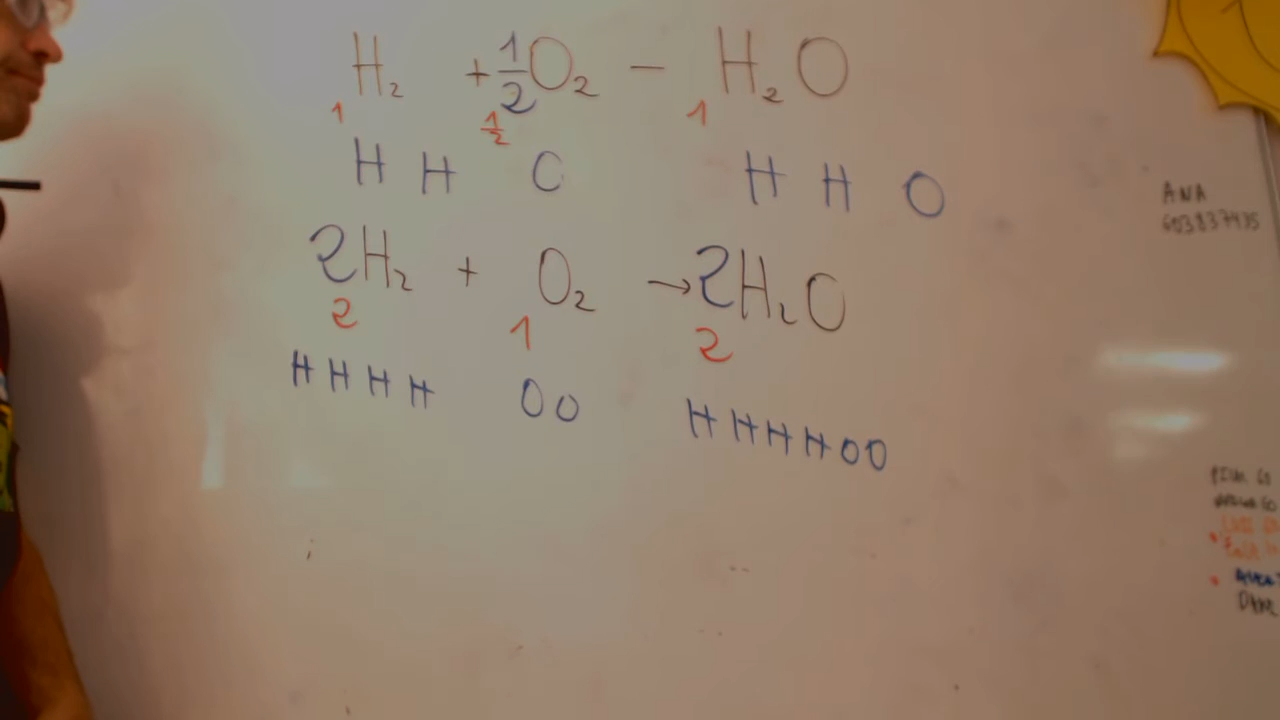 H₂ + 1/2 O₂ — H₂O
1 1/2 1
H H O H H O
2H₂ + O₂ → 2H₂O
2 1 2
H H H H O O H H H H O O
ANA